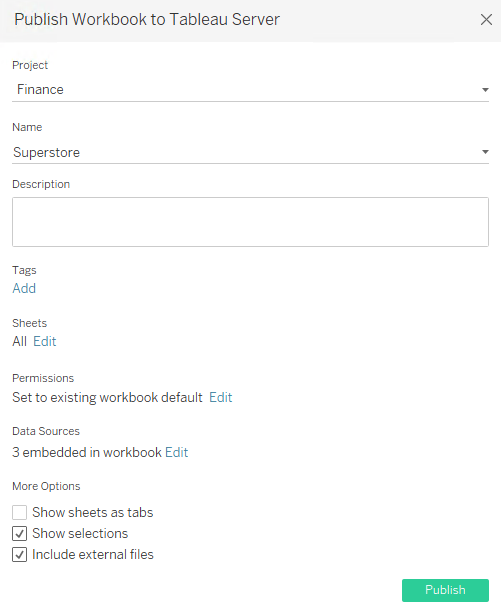 Publish Workbook to Tableau Server
Project
Finance
Name
Superstore
Description
Tags
Add
Sheets
All Edit
Permissions
Set to existing workbook default Edit
Data Sources
3 embedded in workbook Edit
More Options
Show sheets as tabs
Show selections
Include external files
Publish